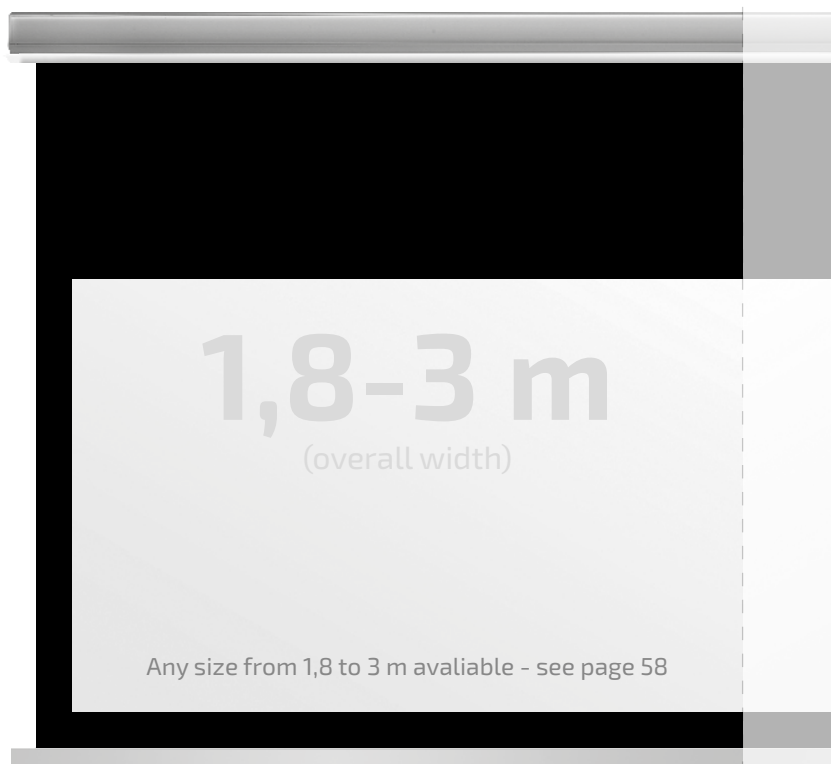 1,8-3 m
(overall width)
Any size from 1,8 to 3 m avaliable - see page 58